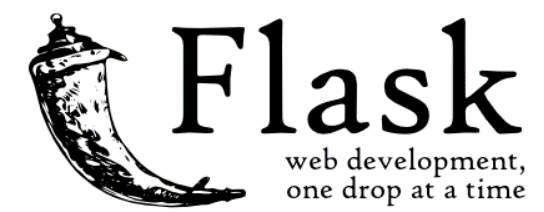 Flask
web development,
one drop at a time